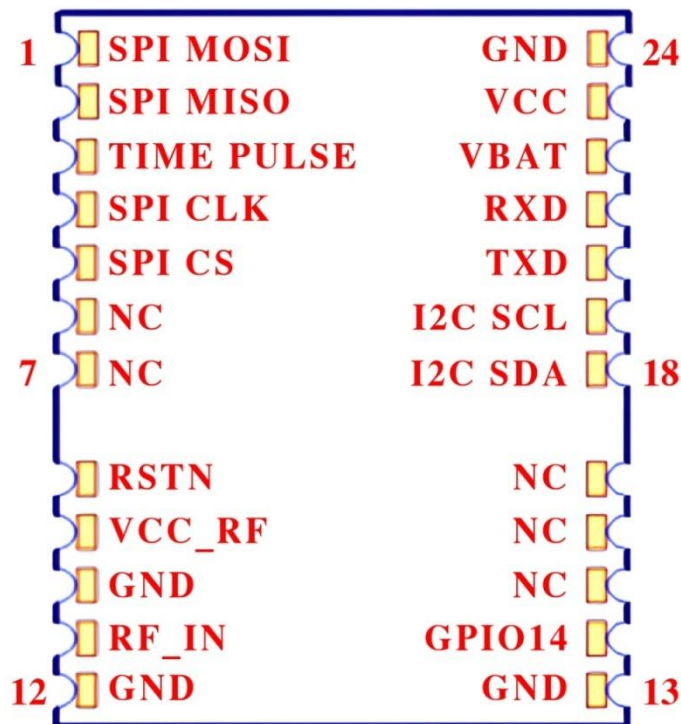 1 SPI MOSI GND 24
SPI MISO VCC
TIME PULSE VBAT
SPI CLK RXD
SPI CS TXD
NC I2C SCL
7 NC I2C SDA 18
RSTN NC
VCC_RF NC
GND NC
RF_IN GPIO14
12 GND GND 13